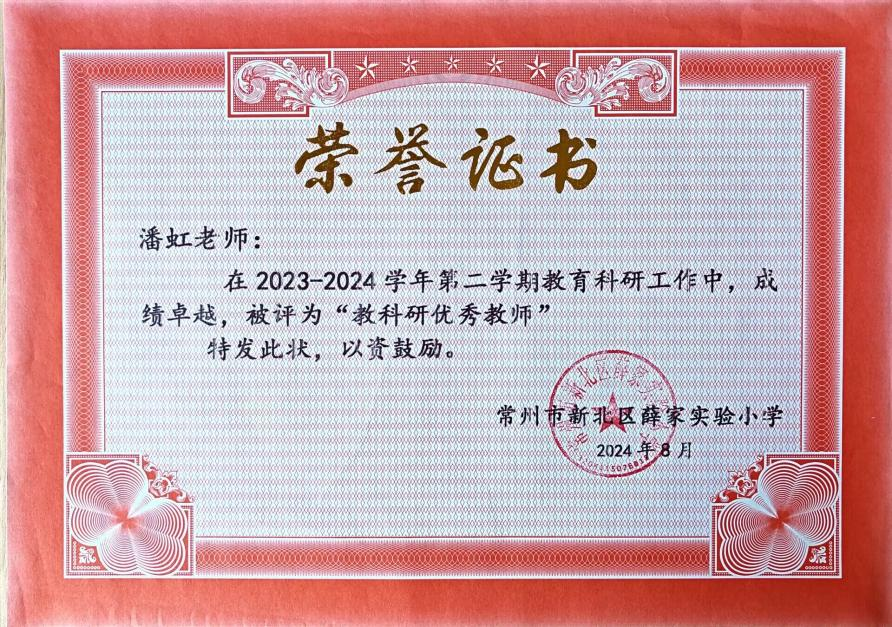 荣誉证书
潘虹老师:
在2023-2024学年第二学期教育科研工作中，成
绩卓越，被评为“教科研优秀教师”
特发此状，以资鼓励。
常州市新北区薛家实验小学
2024年8月